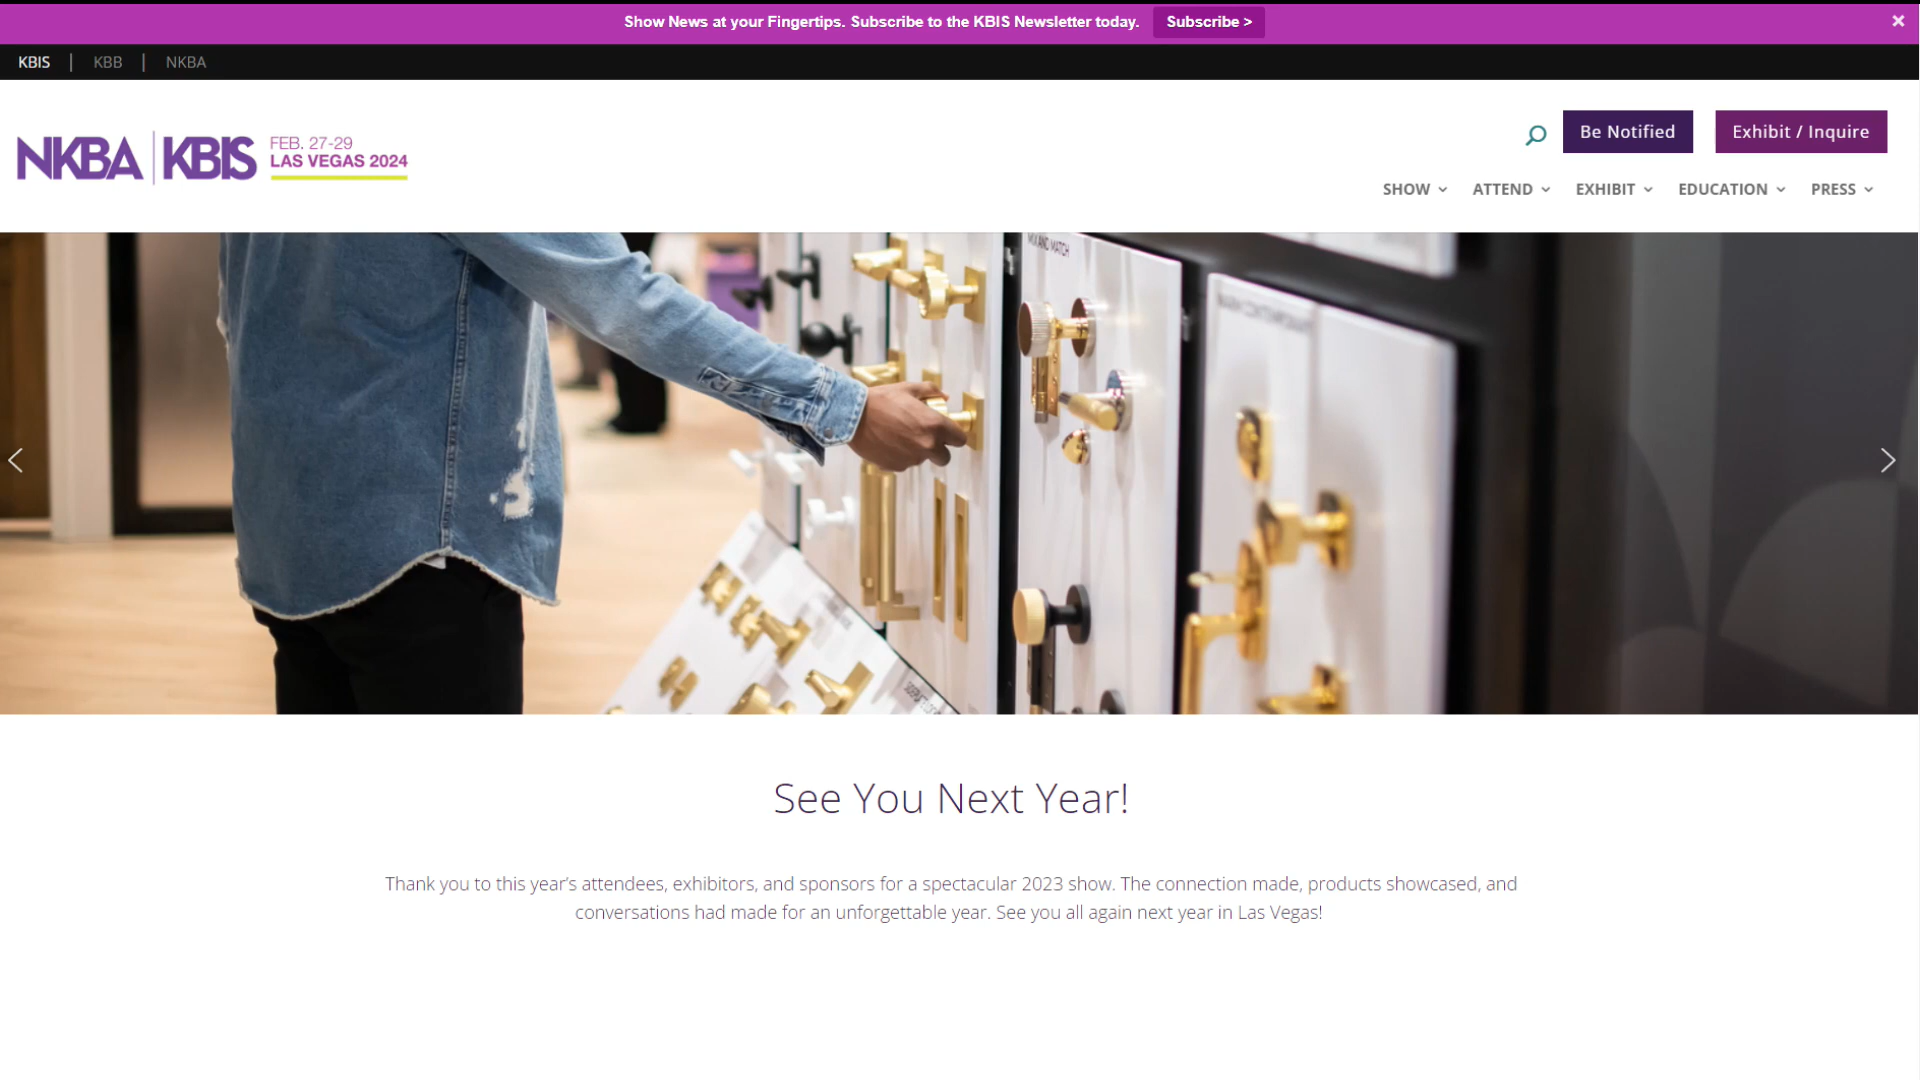 Show News at your Fingertips. Subscribe to the KBIS Newsletter today. Subscribe >
KBIS | KBB | NKBA
NKBA | KBIS
FEB. 27-29
LAS VEGAS 2024
Be Notified
Exhibit / Inquire
SHOW ATTEND EXHIBIT EDUCATION PRESS
MIX AND MATCH
See You Next Year!
Thank you to this year's attendees, exhibitors, and sponsors for a spectacular 2023 show. The connection made, products showcased, and
conversations had made for an unforgettable year. See you all again next year in Las Vegas!